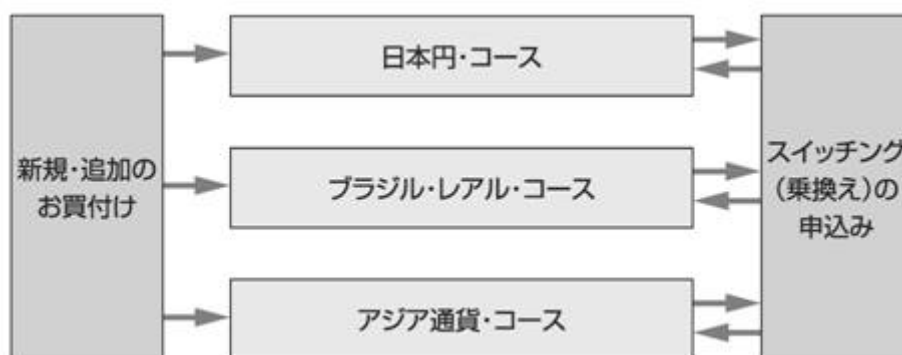 新規・追加の
お買付け
日本円・コース
ブラジル・レアル・コース
アジア通貨・コース
スイッチング
(乗換え)の
申込み